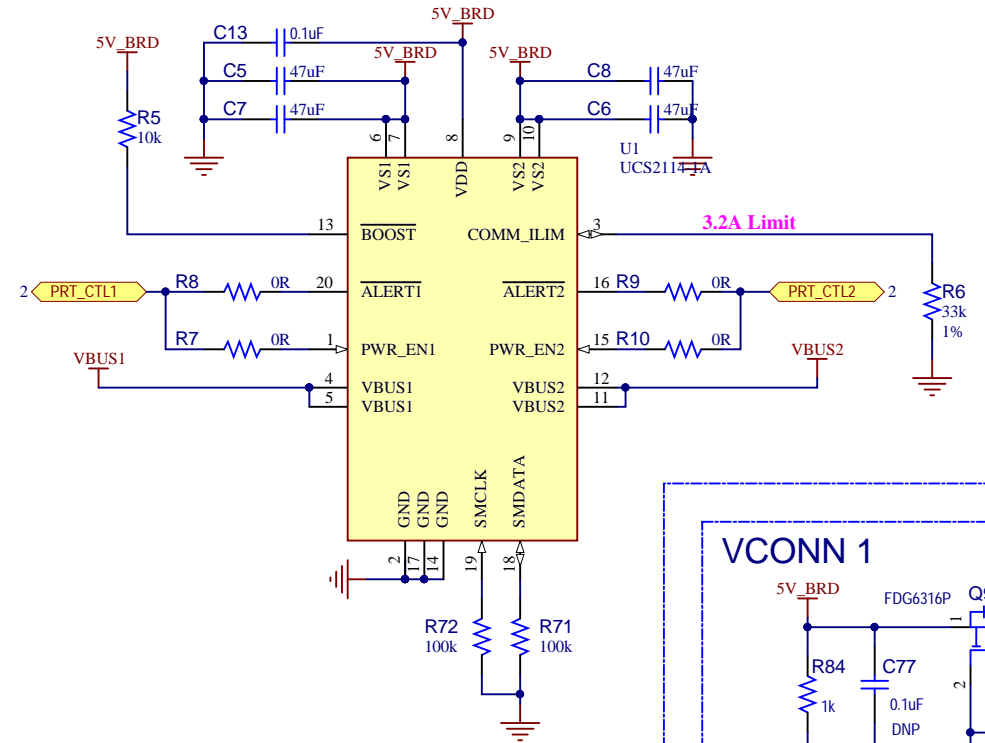 5V_BRD
C13 0.1uF
5V_BRD 5V_BRD 5V_BRD
C5 47uF C8 47uF
C7 47uF C6 47uF
R5
10k
U1
UCS2114-1A
6 7 8 9 10
VS1 VS1 VDD VS2 VS2
13 BOOST COMM_ILIM 3 3.2A Limit
2 PRT_CTL1 R8 0R 20 ALERT1 ALERT2 16 R9 0R PRT_CTL2 2
R6
33k
1%
R7 0R 1 PWR_EN1 PWR_EN2 15 R10 0R
VBUS1 VBUS2
4 VBUS1 VBUS2 12
5 VBUS1 VBUS2 11
GND GND GND SMCLK SMDATA
2 17 14 19 18
R72 R71
100k 100k
VCONN 1
5V_BRD FDG6316P
1
R84 C77
1k 0.1uF
DNP
2